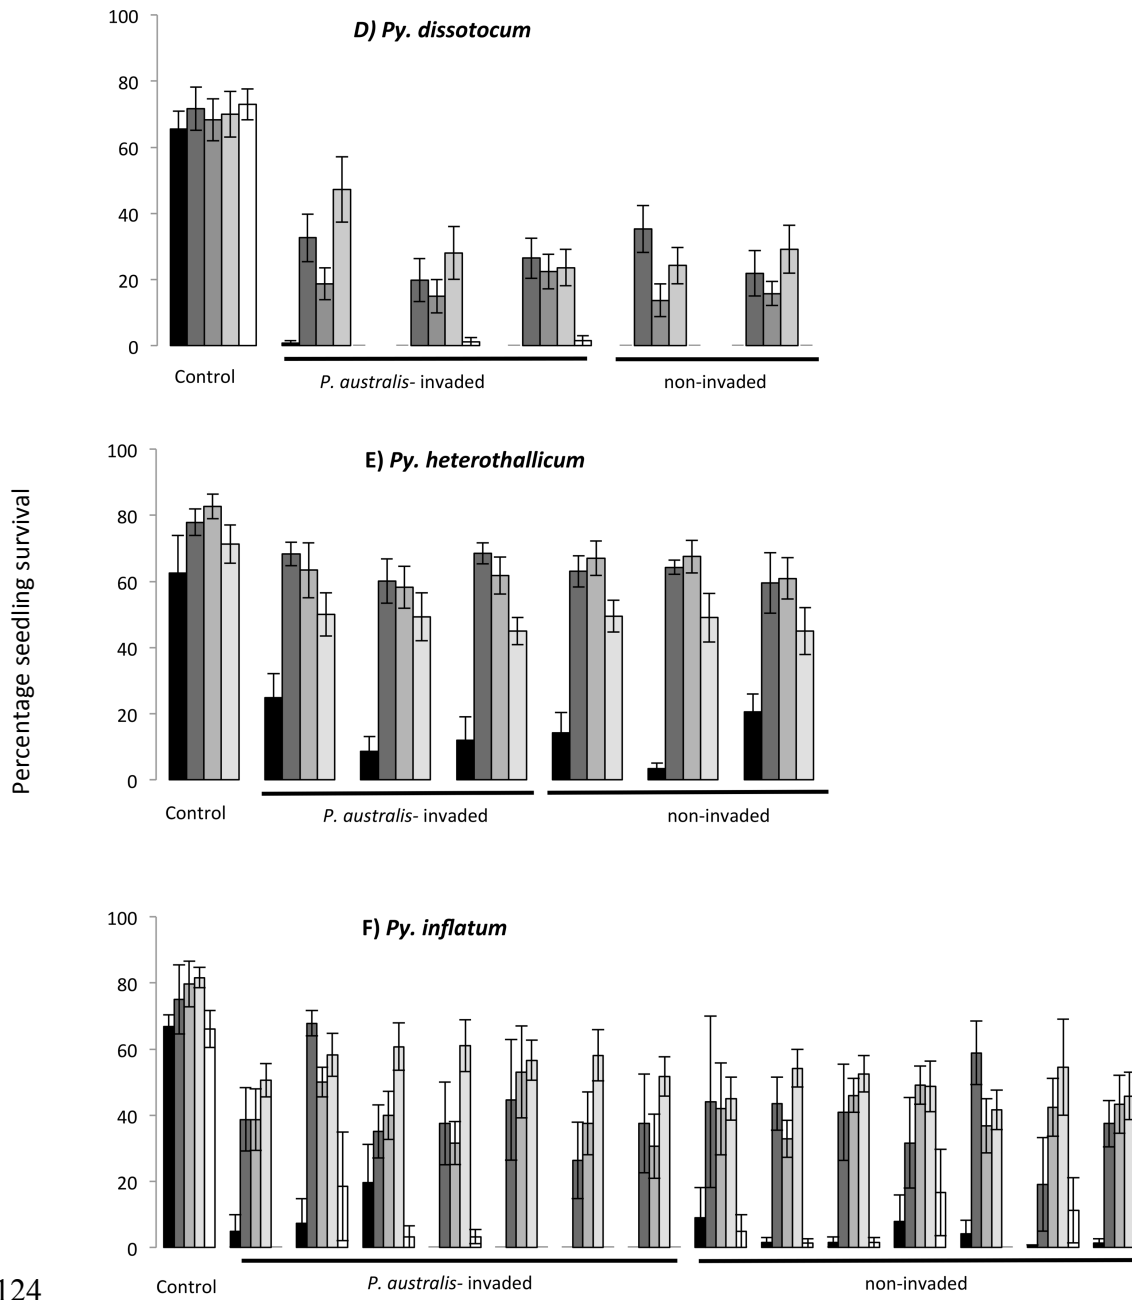 D) Py. dissotocum
100
80
60
40
20
0
Control
P. australis- invaded
non-invaded
Percentage seedling survival
E) Py. heterothallicum
100
80
60
40
20
0
Control
P. australis- invaded
non-invaded
F) Py. inflatum
100
80
60
40
20
0
Control
P. australis- invaded
non-invaded
124